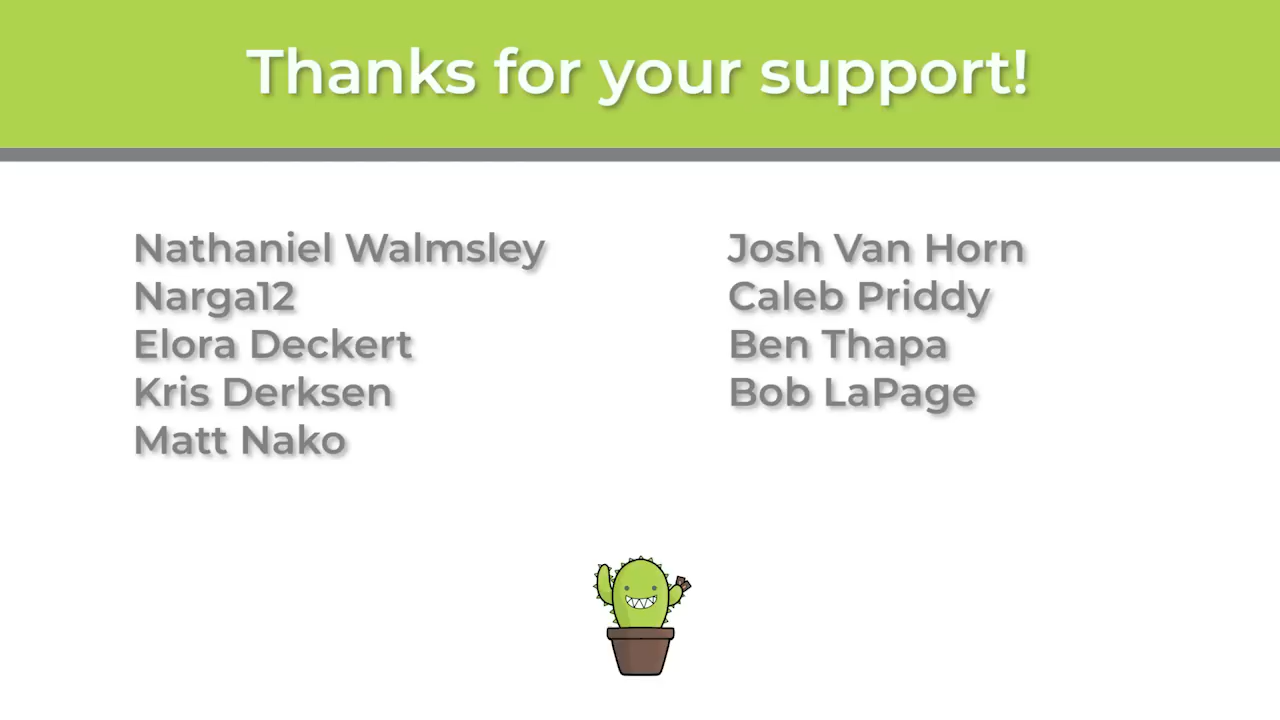 Thanks for your support!
Nathaniel Walmsley
Narga12
Elora Deckert
Kris Derksen
Matt Nako
Josh Van Horn
Caleb Priddy
Ben Thapa
Bob LaPage